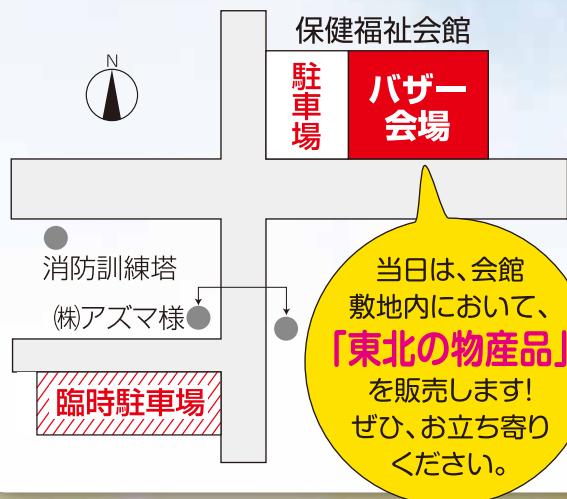 保健福祉会館
N
駐車場
バザー
会場
消防訓練塔
㈱アズマ様
臨時駐車場
当日は、会館
敷地内において、
「東北の物産品」
を販売します!
ぜひ、お立ち寄り
ください。